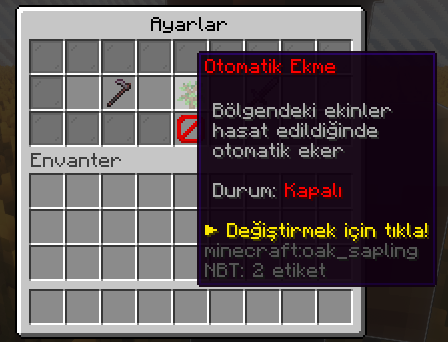 Ayarlar
Otomatik Ekme
Bölgendeki ekinler
hasat edildiğinde
otomatik eker
Durum: Kapalı
► Değiştirmek için tıkla!
minecraft:oak_sapling
NBT: 2 etiket
Envanter